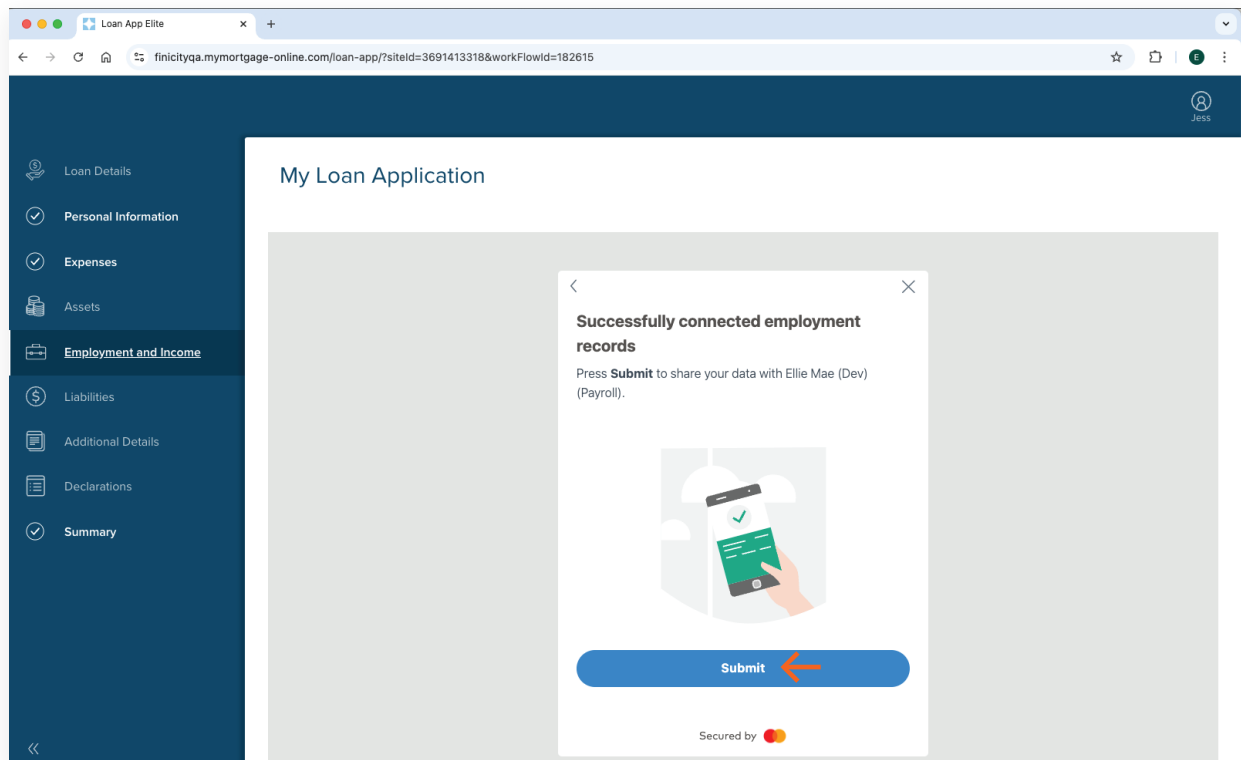 Loan App Elite
finicityqa.mymortgage-online.com/loan-app/?siteId=3691413318&workFlowId=182615
E
Jess
Loan Details
Personal Information
Expenses
Assets
Employment and Income
Liabilities
Additional Details
Declarations
Summary
My Loan Application
Successfully connected employment
records
Press Submit to share your data with Ellie Mae (Dev)
(Payroll).
Submit
Secured by